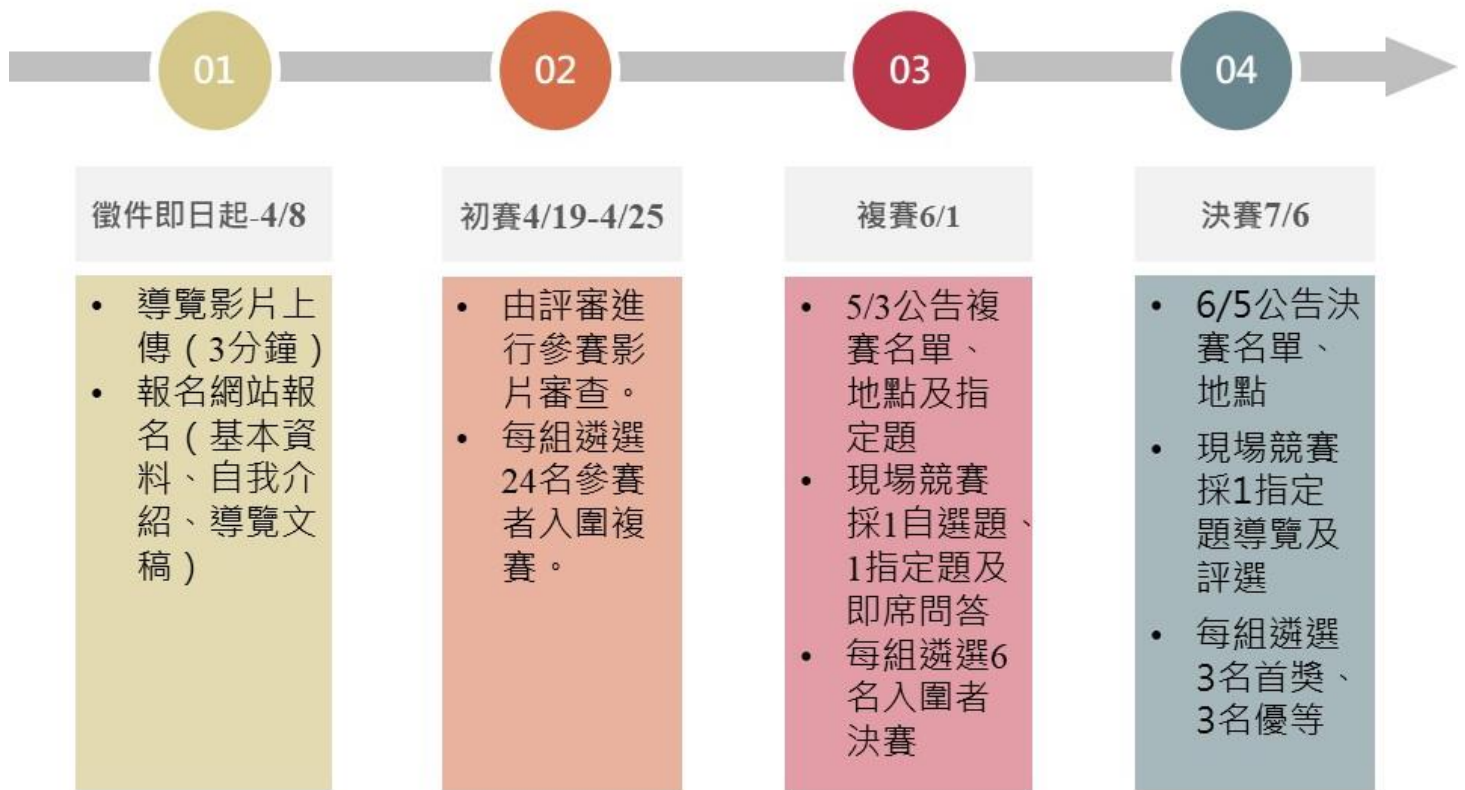 01
02
03
04
徵件即日起-4/8
初賽4/19-4/25
複賽6/1
決賽7/6
• 導覽影片上
傳（3分鐘）
• 報名網站報
名（基本資
料、自我介
紹、導覽文
稿）
• 由評審進
行參賽影
片審查。
• 每組遴選
24名參賽
者入圍複
賽。
• 5/3公告複
賽名單、
地點及指
定題
• 現場競賽
採1自選題、
1指定題及
即席問答
• 每組遴選6
名入圍者
決賽
• 6/5公告決
賽名單、
地點
• 現場競賽
採1指定
題導覽及
評選
• 每組遴選
3名首獎、
3名優等